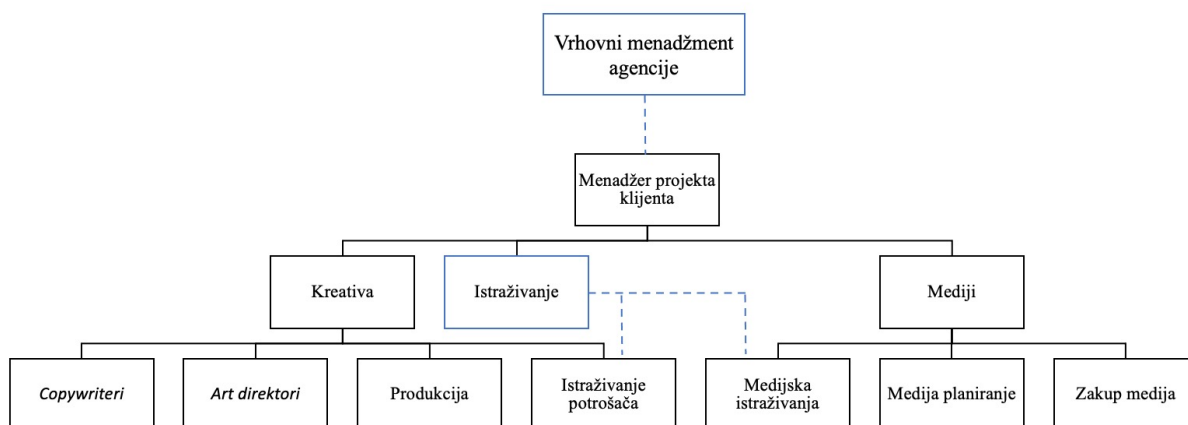 Vrhovni menadžment
agencije
Menadžer projekta
klijenta
Kreativa
Istraživanje
Mediji
Copywriteri
Art direktori
Produkcija
Istraživanje
potrošača
Medijska
istraživanja
Medija planiranje
Zakup medija